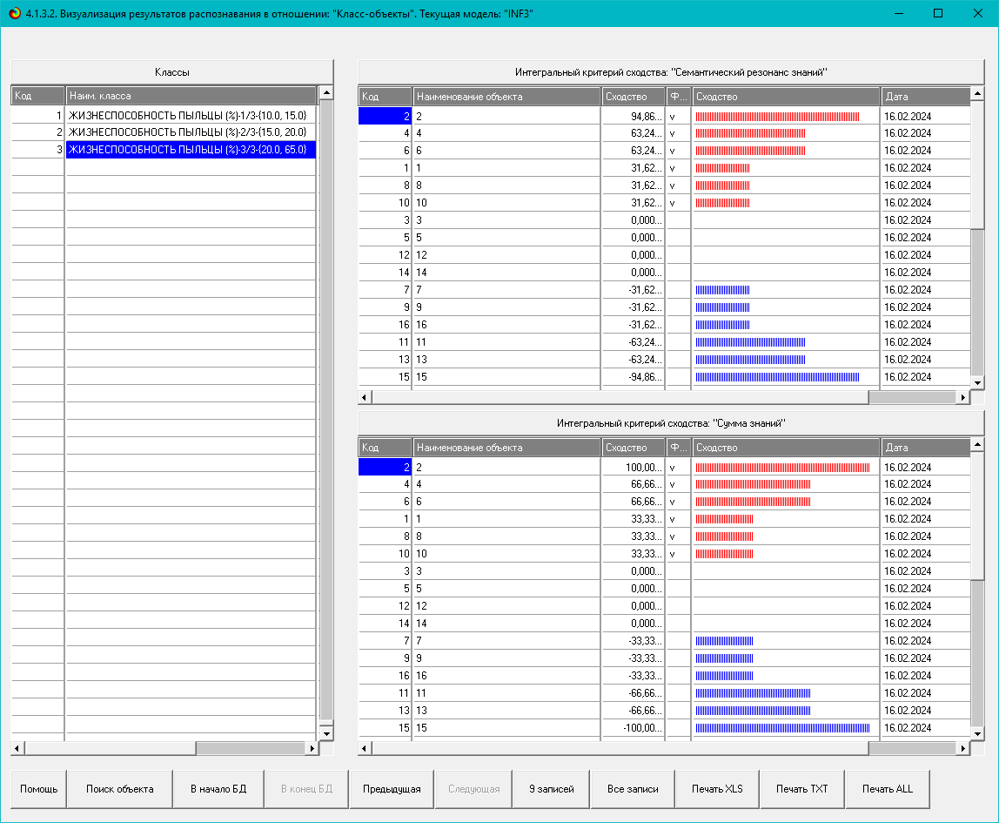 4.1.3.2. Визуализация результатов распознавания в отношении: "Класс-объекты". Текущая модель: "INF3"
Классы
Код Наим. класса
1 ЖИЗНЕСПОСОБНОСТЬ ПЫЛЬЦЫ (%)-1/3-{10.0, 15.0}
2 ЖИЗНЕСПОСОБНОСТЬ ПЫЛЬЦЫ (%)-2/3-{15.0, 20.0}
3 ЖИЗНЕСПОСОБНОСТЬ ПЫЛЬЦЫ (%)-3/3-{20.0, 65.0}
Интегральный критерий сходства: "Семантический резонанс знаний"
Код Наименование объекта Сходство Ф... Сходство Дата
2 2 94,86... v 16.02.2024
4 4 63,24... v 16.02.2024
6 6 63,24... v 16.02.2024
1 1 31,62... v 16.02.2024
8 8 31,62... v 16.02.2024
10 10 31,62... v 16.02.2024
3 3 0,000... 16.02.2024
5 5 0,000... 16.02.2024
12 12 0,000... 16.02.2024
14 14 0,000... 16.02.2024
7 7 -31,62... 16.02.2024
9 9 -31,62... 16.02.2024
16 16 -31,62... 16.02.2024
11 11 -63,24... 16.02.2024
13 13 -63,24... 16.02.2024
15 15 -94,86... 16.02.2024
Интегральный критерий сходства: "Сумма знаний"
Код Наименование объекта Сходство Ф... Сходство Дата
2 2 100,00... v 16.02.2024
4 4 66,66... v 16.02.2024
6 6 66,66... v 16.02.2024
1 1 33,33... v 16.02.2024
8 8 33,33... v 16.02.2024
10 10 33,33... v 16.02.2024
3 3 0,000... 16.02.2024
5 5 0,000... 16.02.2024
12 12 0,000... 16.02.2024
14 14 0,000... 16.02.2024
7 7 -33,33... 16.02.2024
9 9 -33,33... 16.02.2024
16 16 -33,33... 16.02.2024
11 11 -66,66... 16.02.2024
13 13 -66,66... 16.02.2024
15 15 -100,00... 16.02.2024
Помощь Поиск объекта В начало БД В конец БД Предыдущая Следующая 9 записей Все записи Печать XLS Печать TXT Печать ALL